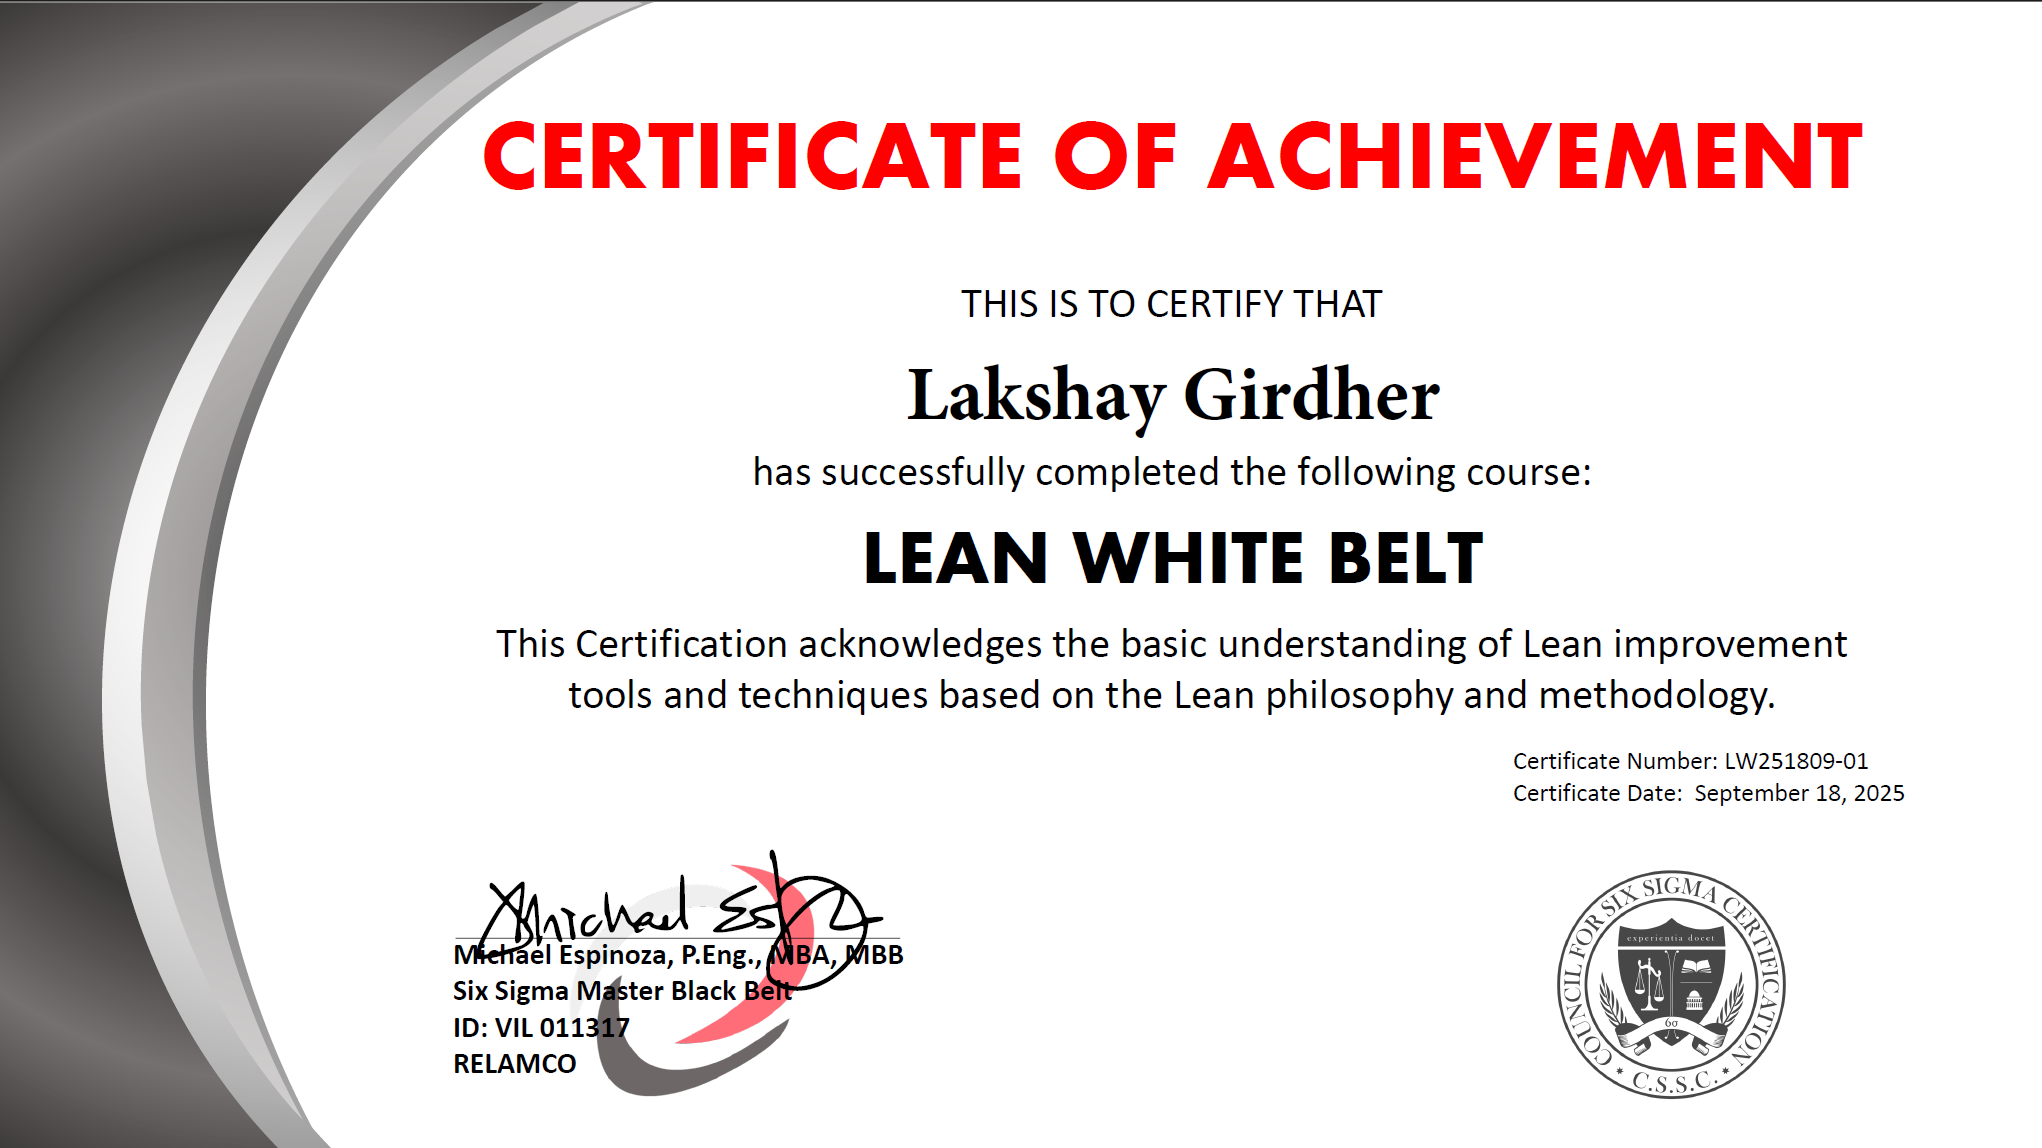 CERTIFICATE OF ACHIEVEMENT
THIS IS TO CERTIFY THAT
Lakshay Girdher
has successfully completed the following course:
LEAN WHITE BELT
This Certification acknowledges the basic understanding of Lean improvement
tools and techniques based on the Lean philosophy and methodology.
Certificate Number: LW251809-01
Certificate Date:  September 18, 2025
Michael Espinoza, P.Eng., MBA, MBB
Six Sigma Master Black Belt
ID: VIL 011317
RELAMCO
COUNCIL FOR SIX SIGMA CERTIFICATION
experientia docet
6σ
* C.S.S.C. *